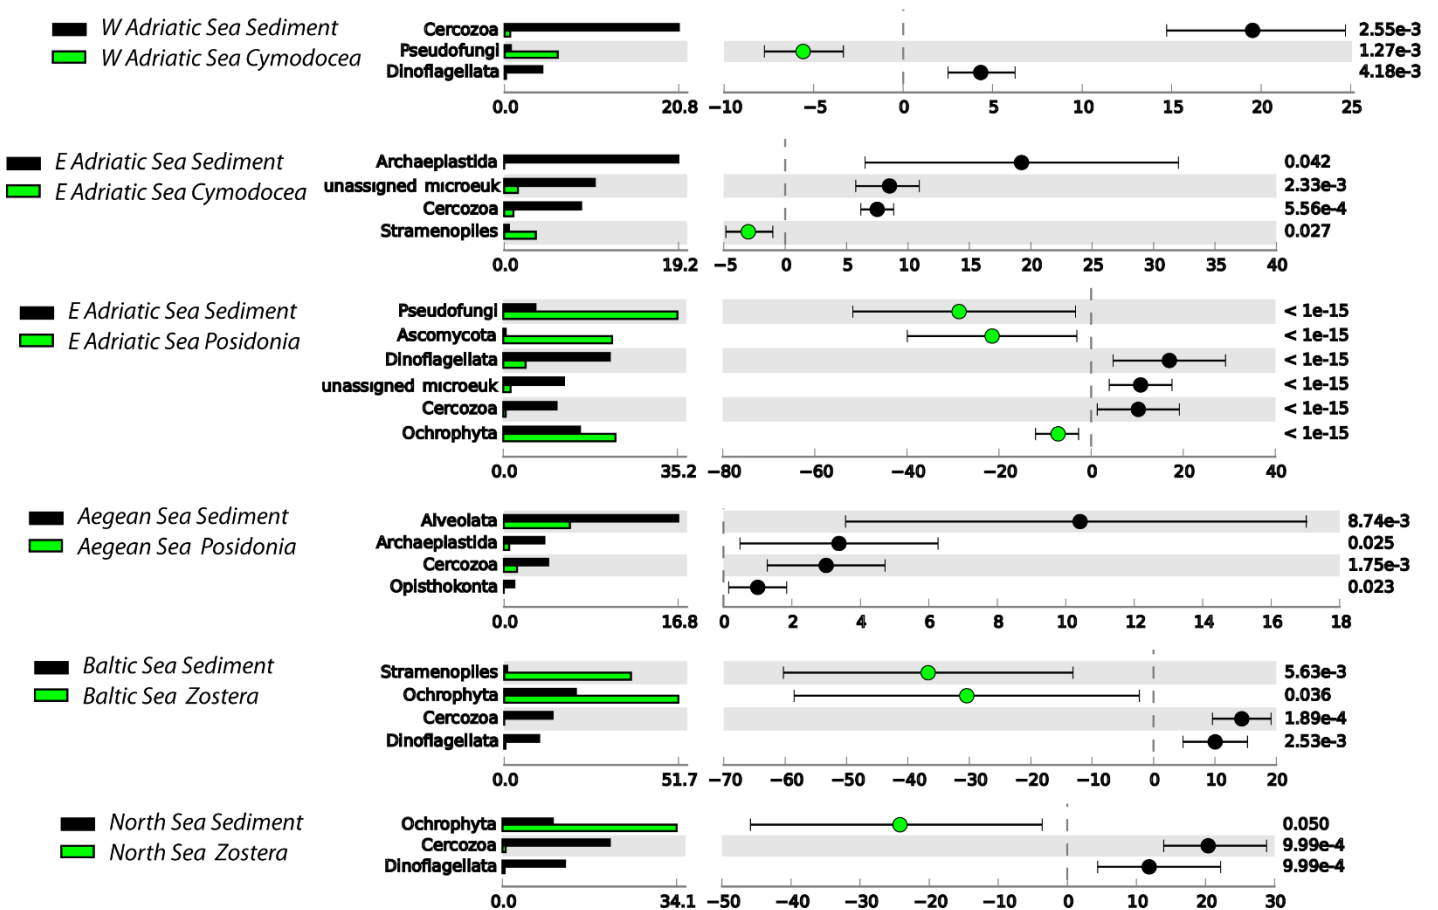 W Adriatic Sea Sediment
W Adriatic Sea Cymodocea
Cercozoa 2.55e-3
Pseudofungi 1.27e-3
Dinoflagellata 4.18e-3
0.0 20.8 −10 −5 0 5 10 15 20 25
E Adriatic Sea Sediment
E Adriatic Sea Cymodocea
Archaeplastida 0.042
unassigned microeuk 2.33e-3
Cercozoa 5.56e-4
Stramenopiles 0.027
0.0 19.2 −5 0 5 10 15 20 25 30 35 40
E Adriatic Sea Sediment
E Adriatic Sea Posidonia
Pseudofungi < 1e-15
Ascomycota < 1e-15
Dinoflagellata < 1e-15
unassigned microeuk < 1e-15
Cercozoa < 1e-15
Ochrophyta < 1e-15
0.0 35.2 −80 −60 −40 −20 0 20 40
Aegean Sea Sediment
Aegean Sea Posidonia
Alveolata 8.74e-3
Archaeplastida 0.025
Cercozoa 1.75e-3
Opisthokonta 0.023
0.0 16.8 0 2 4 6 8 10 12 14 16 18
Baltic Sea Sediment
Baltic Sea Zostera
Stramenopiles 5.63e-3
Ochrophyta 0.036
Cercozoa 1.89e-4
Dinoflagellata 2.53e-3
0.0 51.7 −70 −60 −50 −40 −30 −20 −10 0 10 20
North Sea Sediment
North Sea Zostera
Ochrophyta 0.050
Cercozoa 9.99e-4
Dinoflagellata 9.99e-4
0.0 34.1 −50 −40 −30 −20 −10 0 10 20 30